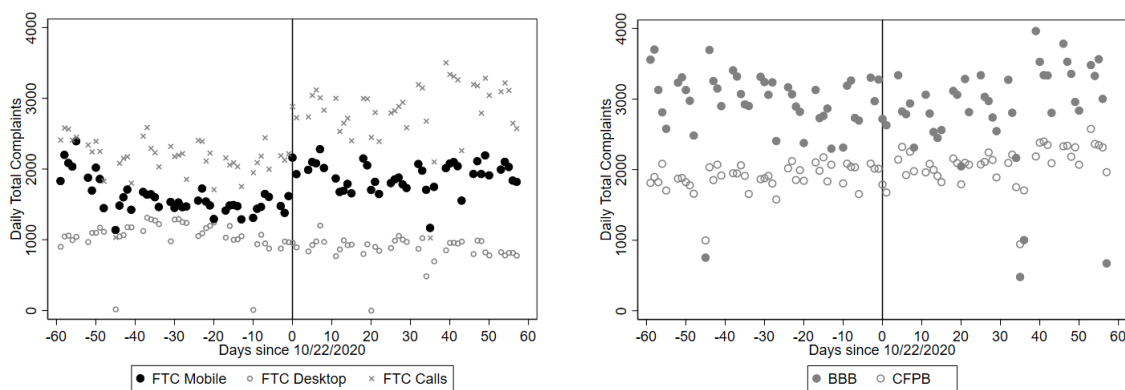 Daily Total Complaints
4000
3000
2000
1000
0
-60 -50 -40 -30 -20 -10 0 10 20 30 40 50 60
Days since 10/22/2020
FTC Mobile FTC Desktop FTC Calls
Daily Total Complaints
4000
3000
2000
1000
0
-60 -50 -40 -30 -20 -10 0 10 20 30 40 50 60
Days since 10/22/2020
BBB CFPB